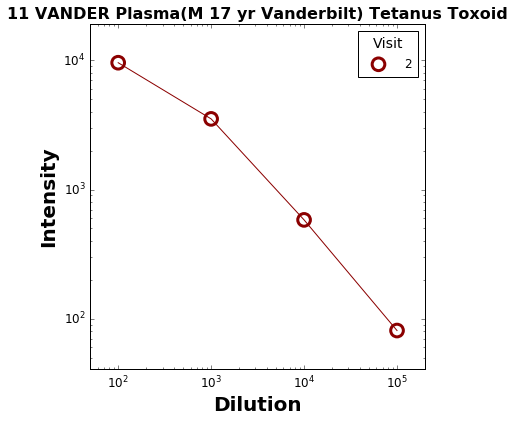 11 VANDER Plasma(M 17 yr Vanderbilt) Tetanus Toxoid
Visit
2
10⁴
10³
10²
Intensity
10² 10³ 10⁴ 10⁵
Dilution